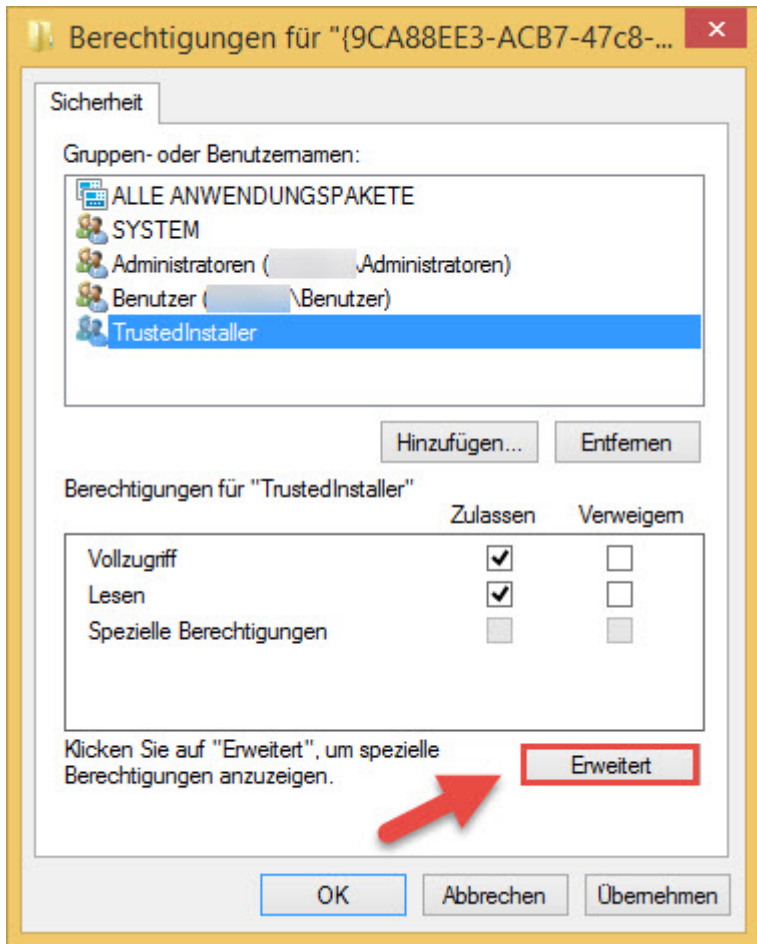 Berechtigungen für "{9CA88EE3-ACB7-47c8-...
Sicherheit
Gruppen- oder Benutzernamen:
ALLE ANWENDUNGSPAKETE
SYSTEM
Administratoren ( \Administratoren)
Benutzer ( \Benutzer)
TrustedInstaller
Hinzufügen... Entfernen
Berechtigungen für "TrustedInstaller"
Zulassen Verweigern
Vollzugriff
Lesen
Spezielle Berechtigungen
Klicken Sie auf "Erweitert", um spezielle
Berechtigungen anzuzeigen.
Erweitert
OK Abbrechen Übernehmen